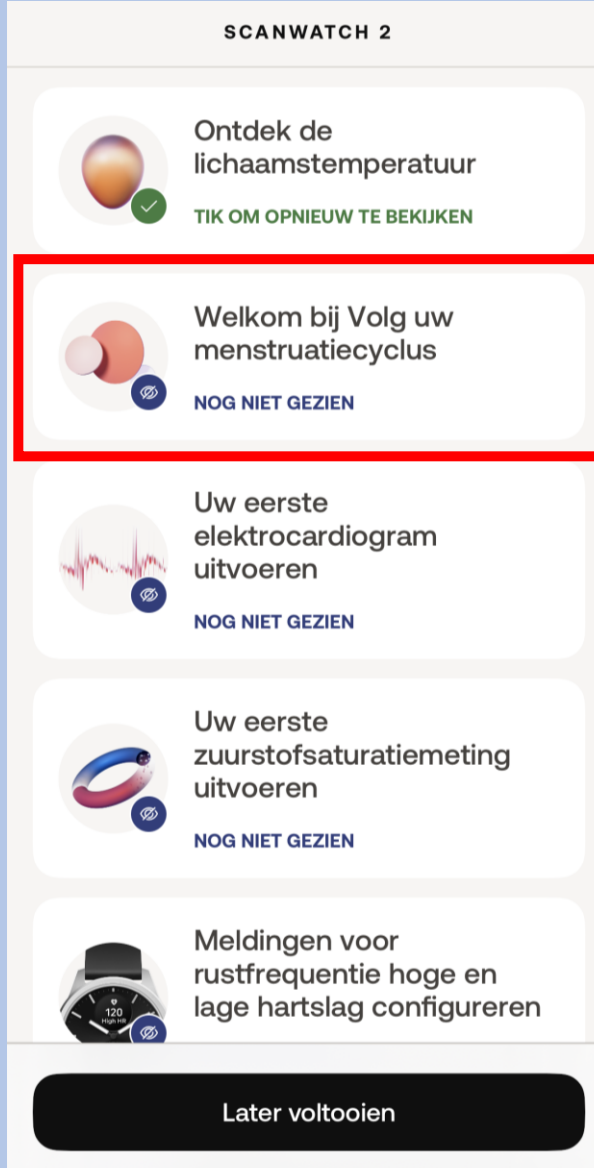 SCANWATCH 2
Ontdek de
lichaamstemperatuur
TIK OM OPNIEUW TE BEKIJKEN
Welkom bij Volg uw
menstruatiecyclus
NOG NIET GEZIEN
Uw eerste
elektrocardiogram
uitvoeren
NOG NIET GEZIEN
Uw eerste
zuurstofsaturatiemeting
uitvoeren
NOG NIET GEZIEN
Meldingen voor
rustfrequentie hoge en
lage hartslag configureren
120
High HR
Later voltooien